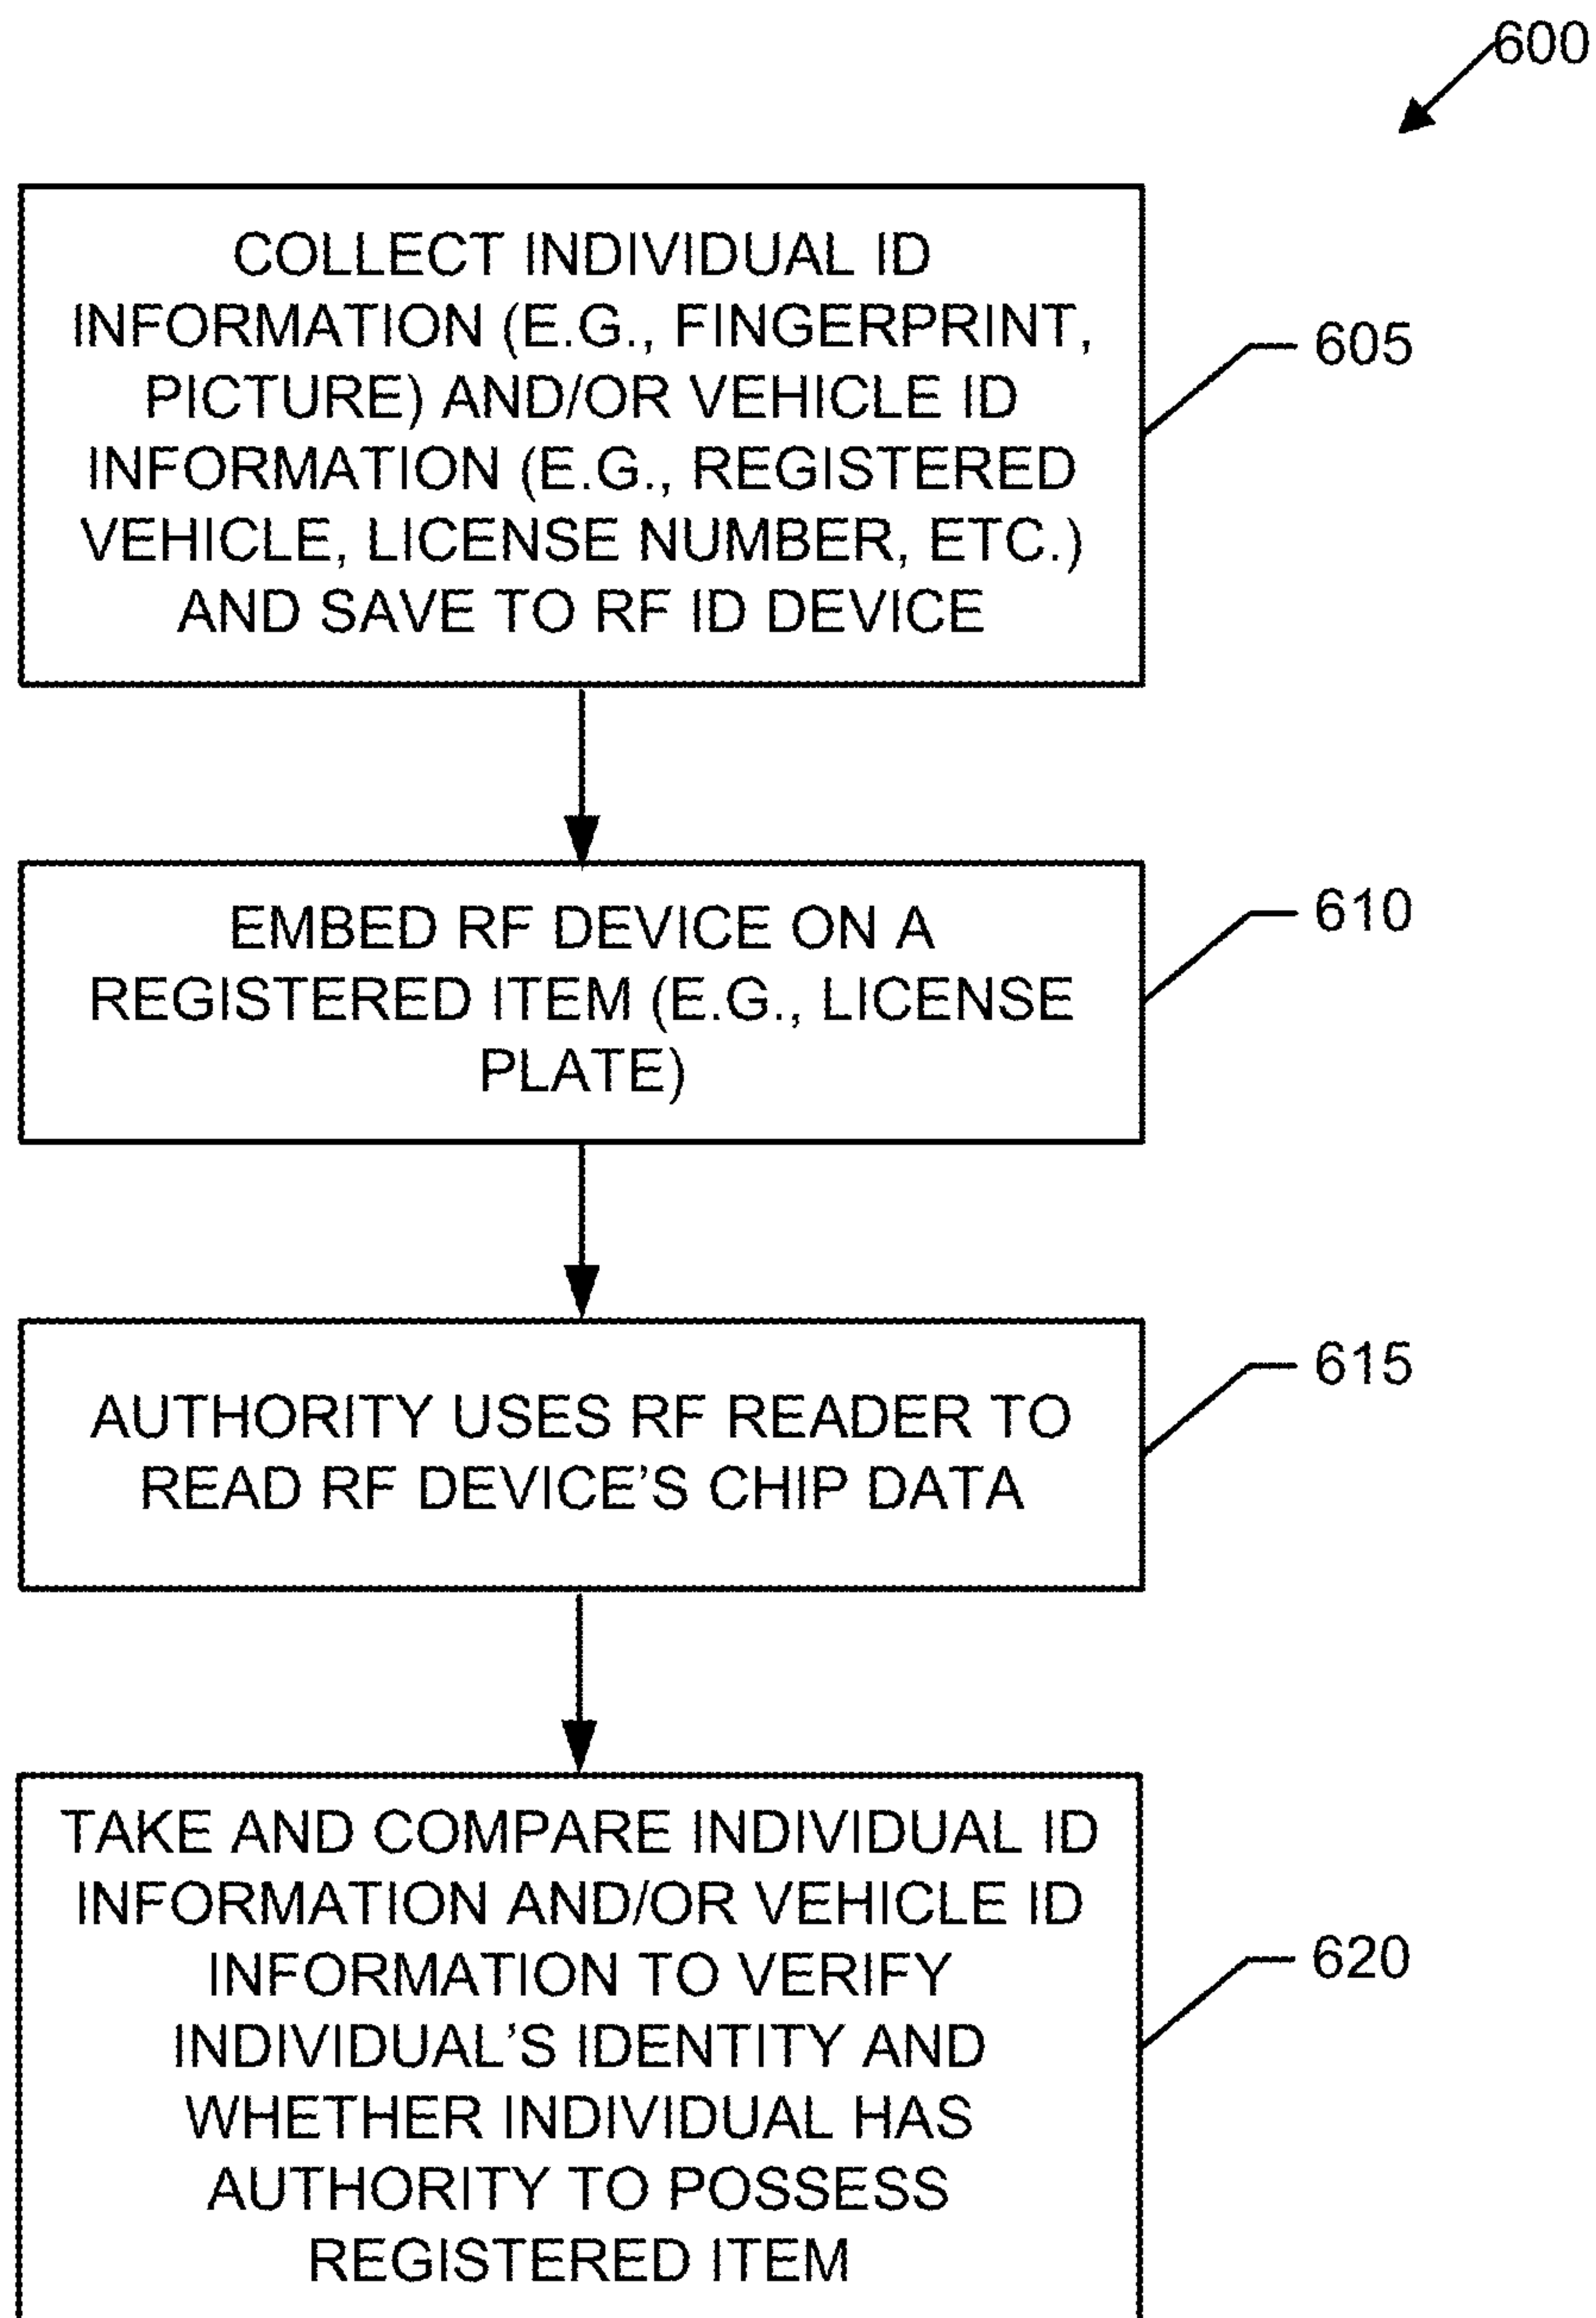 600
COLLECT INDIVIDUAL ID
INFORMATION (E.G., FINGERPRINT,
PICTURE) AND/OR VEHICLE ID
INFORMATION (E.G., REGISTERED
VEHICLE, LICENSE NUMBER, ETC.)
AND SAVE TO RF ID DEVICE
605
EMBED RF DEVICE ON A
REGISTERED ITEM (E.G., LICENSE
PLATE)
610
AUTHORITY USES RF READER TO
READ RF DEVICE’S CHIP DATA
615
TAKE AND COMPARE INDIVIDUAL ID
INFORMATION AND/OR VEHICLE ID
INFORMATION TO VERIFY
INDIVIDUAL’S IDENTITY AND
WHETHER INDIVIDUAL HAS
AUTHORITY TO POSSESS
REGISTERED ITEM
620